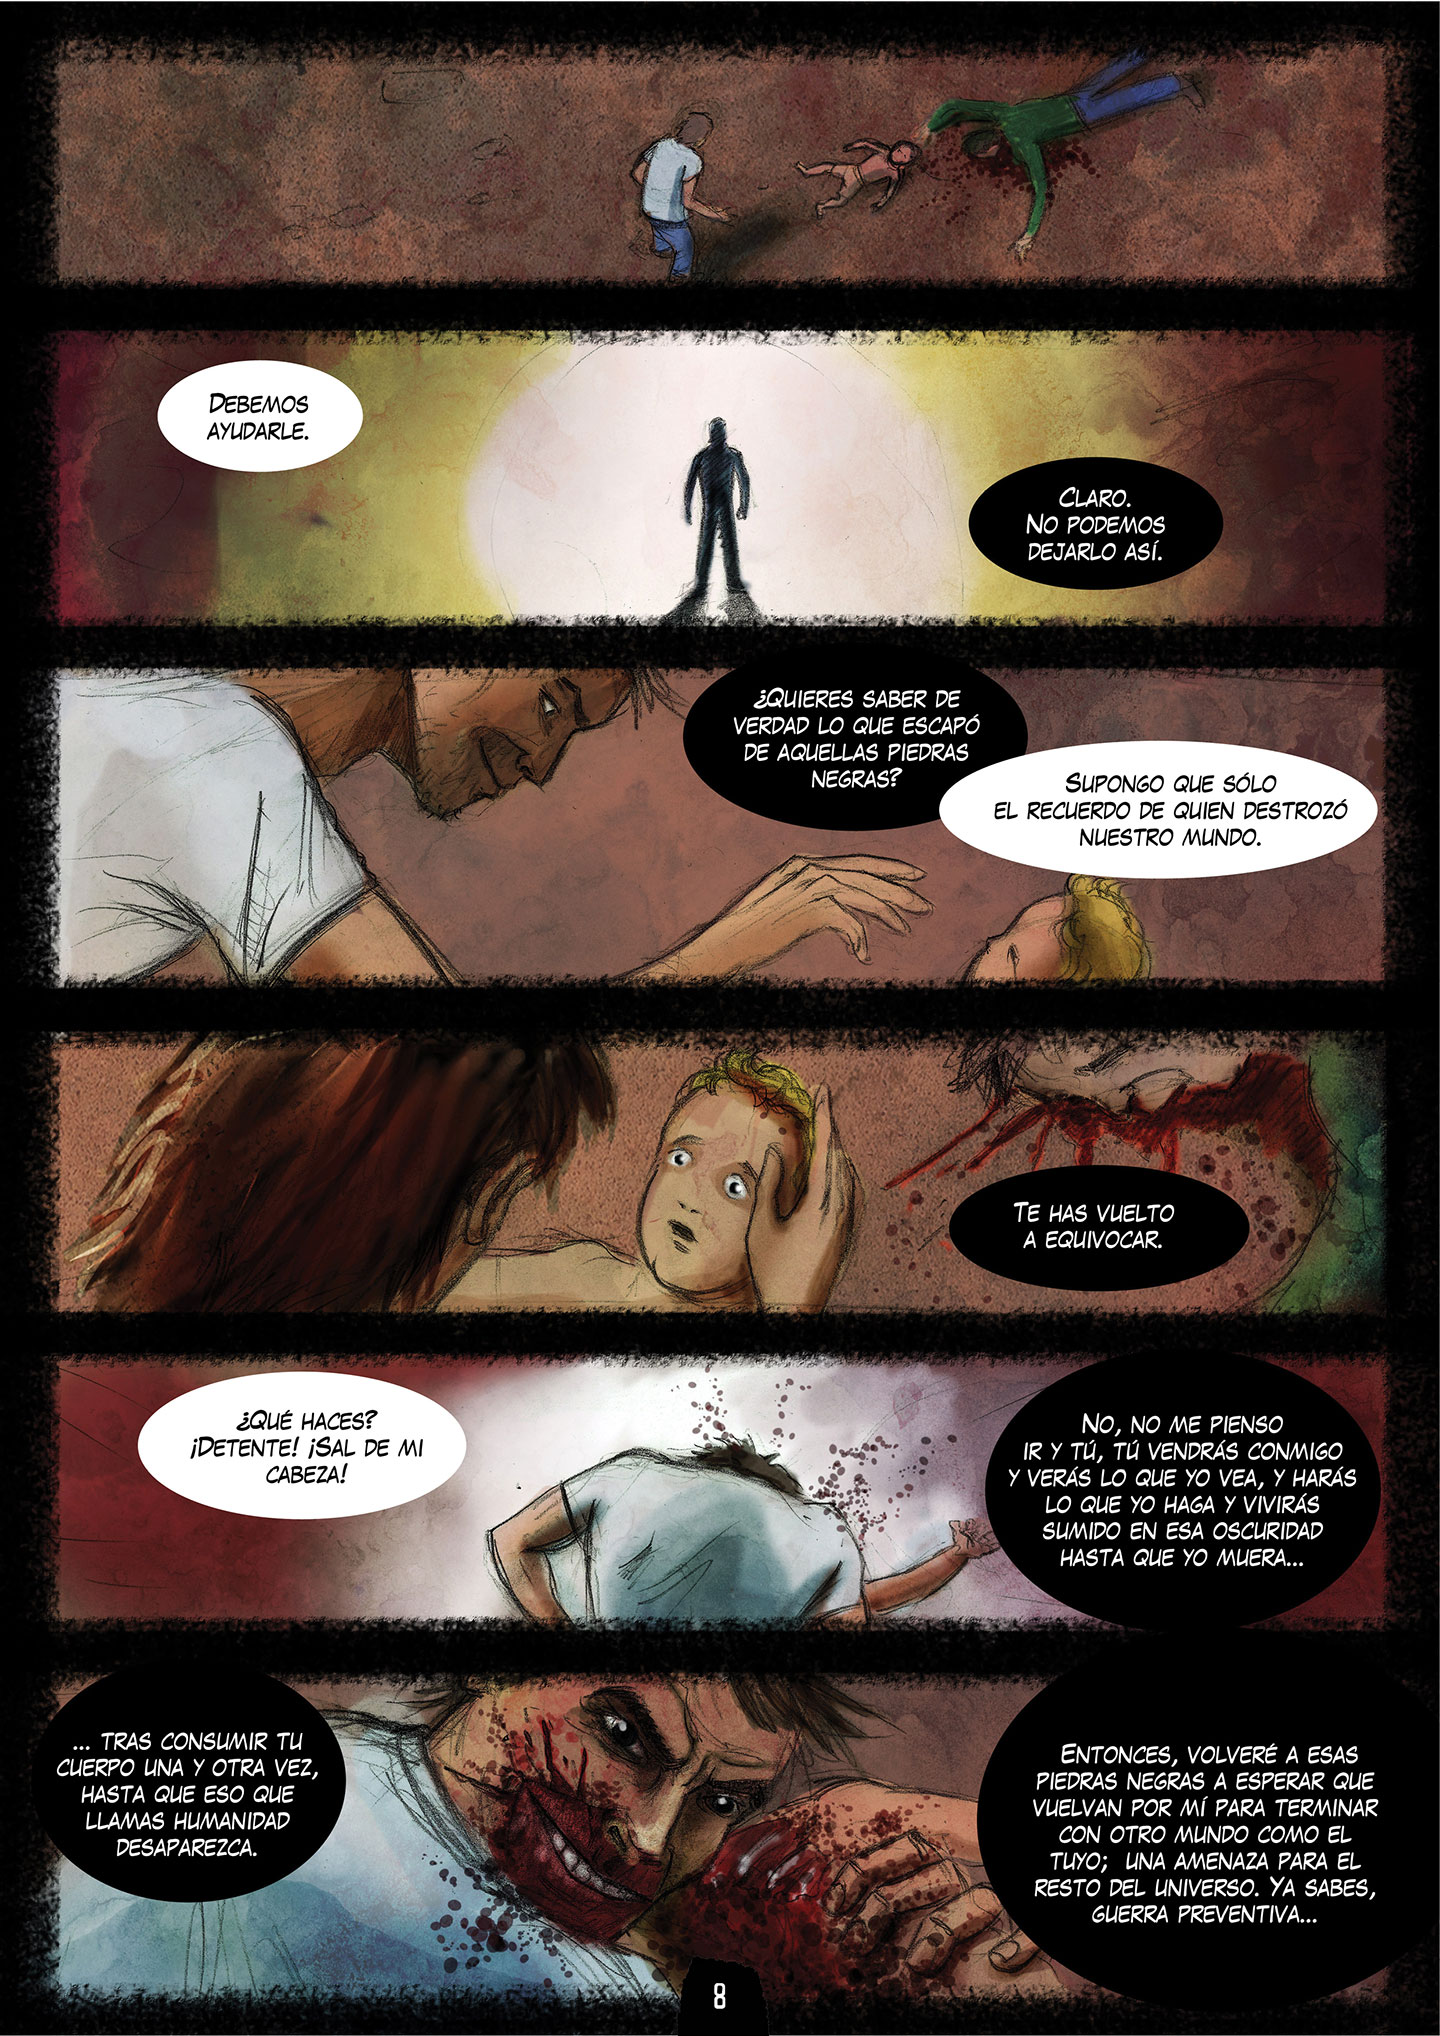 Debemos
ayudarle.
Claro.
No podemos
dejarlo así.
¿Quieres saber de
verdad lo que escapó
de aquellas piedras
negras?
Supongo que sólo
el recuerdo de quien destrozó
nuestro mundo.
Te has vuelto
a equivocar.
¿Qué haces?
¡Detente! ¡Sal de mi
cabeza!
No, no me pienso
ir y tú, tú vendrás conmigo
y verás lo que yo vea, y harás
lo que yo haga y vivirás
sumido en esa oscuridad
hasta que yo muera...
... tras consumir tu
cuerpo una y otra vez,
hasta que eso que
llamas humanidad
desaparezca.
Entonces, volveré a esas
piedras negras a esperar que
vuelvan por mí para terminar
con otro mundo como el
tuyo; una amenaza para el
resto del universo. Ya sabes,
guerra preventiva...
8